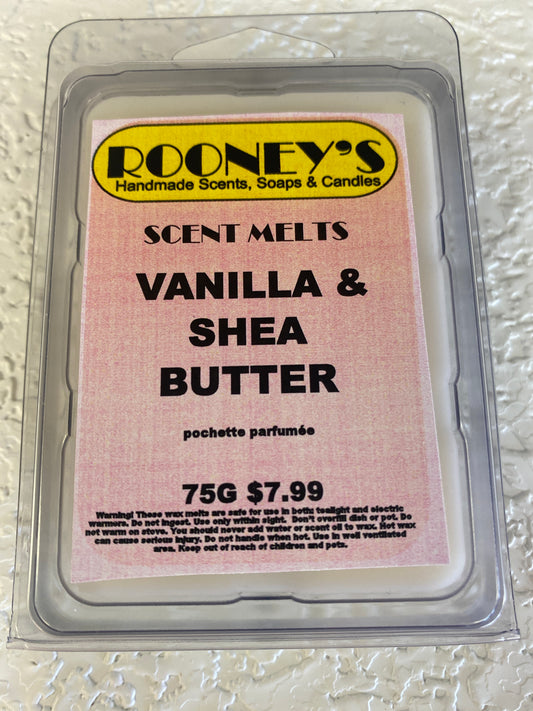 ROONEY'S
Handmade Scents, Soaps & Candles
SCENT MELTS
VANILLA &
SHEA
BUTTER
pochette parfumée
75G $7.99
Warning! These wax melts are safe for use in both: tealight and electric
warmers. Do not ingest. Use only within sight. Don't overfill dish or pot. Do
not warm on stove. You should never add water or scent oil to wax. Hot wax
can cause serious injury. Do not handle when hot. Use in well ventilated
area. Keep out of reach of children and pets.